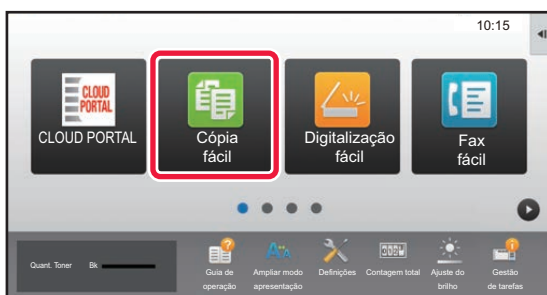 10:15
CLOUD
PORTAL
CLOUD PORTAL
Cópia
fácil
Digitalização
fácil
Fax
fácil
Quant. Toner Bk
Guia de
operação
Ampliar modo
apresentação
Definições
Contagem total
Ajuste do
brilho
Gestão
de tarefas